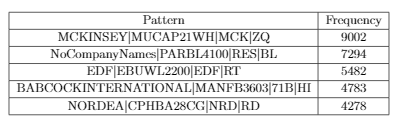 Pattern Frequency
MCKINSEY|MUCAP21WH|MCK|ZQ 9002
NoCompanyNames|PARBL4100|RES|BL 7294
EDF|EBUWL2200|EDF|RT 5482
BABCOCKINTERNATIONAL|MANFB3603|71B|HI 4783
NORDEA|CPHBA28CG|NRD|RD 4278